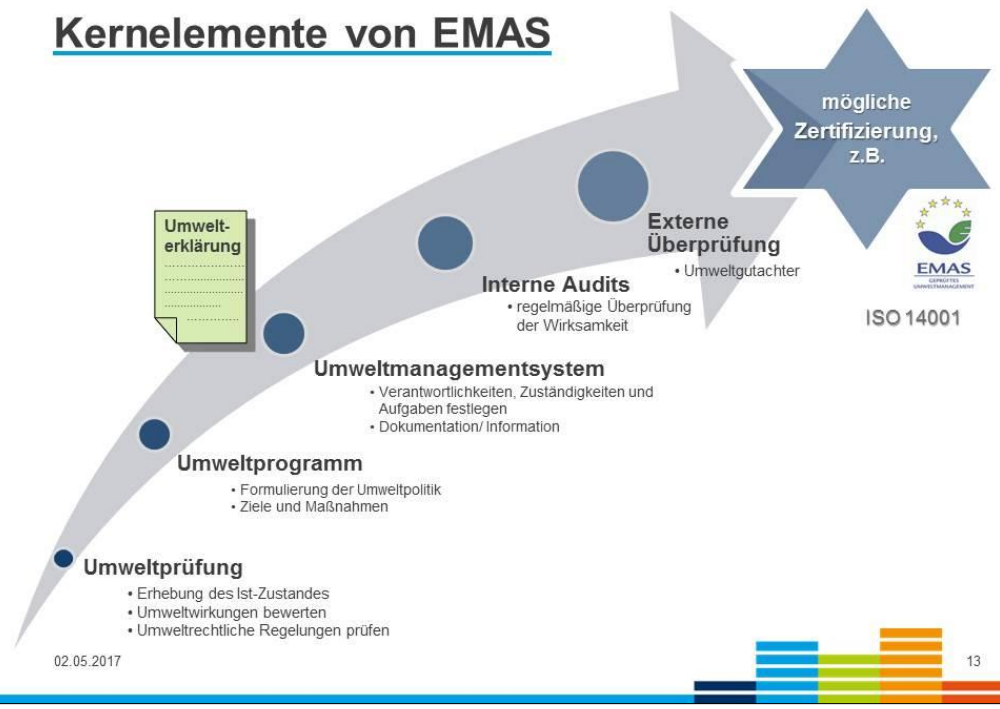 Kernelemente von EMAS
mögliche
Zertifizierung,
z.B.
EMAS
GEPRÜFTES
UMWELTMANAGEMENT
ISO 14001
Externe
Überprüfung
• Umweltgutachter
Umwelt-
erklärung
Interne Audits
• regelmäßige Überprüfung
der Wirksamkeit
Umweltmanagementsystem
• Verantwortlichkeiten, Zuständigkeiten und
Aufgaben festlegen
• Dokumentation/ Information
Umweltprogramm
• Formulierung der Umweltpolitik
• Ziele und Maßnahmen
Umweltprüfung
• Erhebung des Ist-Zustandes
• Umweltwirkungen bewerten
• Umweltrechtliche Regelungen prüfen
02.05.2017
13